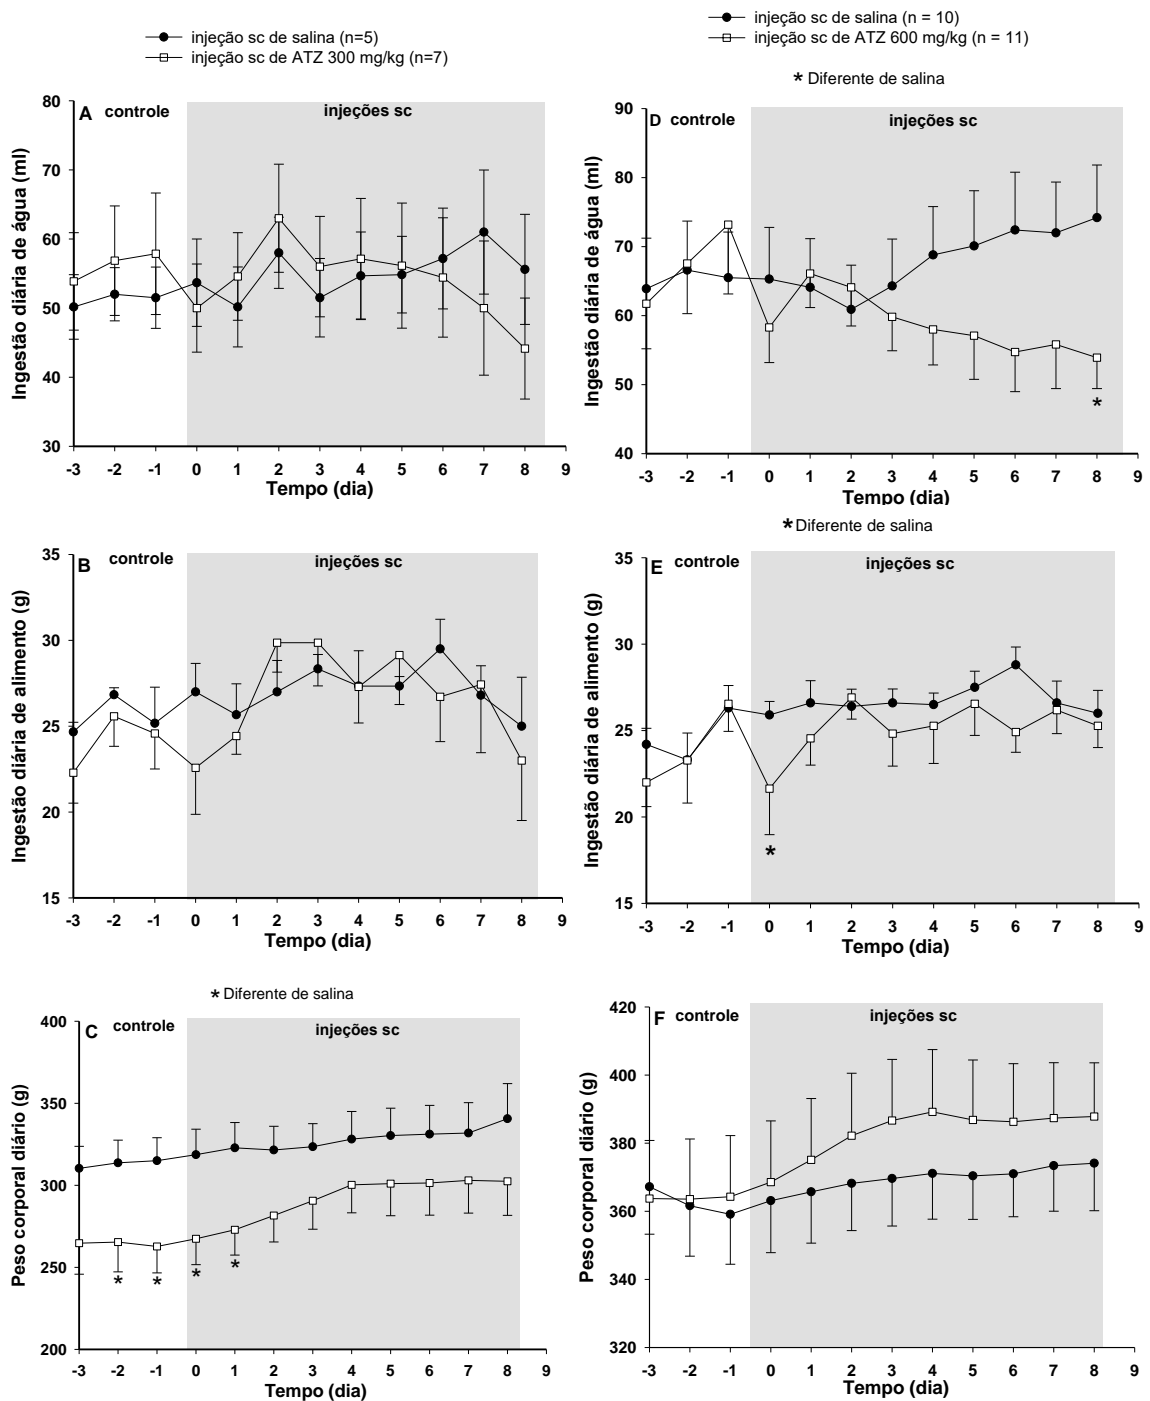 injeção sc de salina (n=5)
injeção sc de ATZ 300 mg/kg (n=7)
A controle injeções sc
Ingestão diária de água (ml)
80
70
60
50
40
30
-3 -2 -1 0 1 2 3 4 5 6 7 8 9
Tempo (dia)
B controle injeções sc
Ingestão diária de alimento (g)
35
30
25
20
15
-3 -2 -1 0 1 2 3 4 5 6 7 8 9
Tempo (dia)
* Diferente de salina
C controle injeções sc
Peso corporal diário (g)
400
350
300
250
200
* * * *
-3 -2 -1 0 1 2 3 4 5 6 7 8 9
Tempo (dia)
injeção sc de salina (n = 10)
injeção sc de ATZ 600 mg/kg (n = 11)
* Diferente de salina
D controle injeções sc
Ingestão diária de água (ml)
90
80
70
60
50
40
*
-3 -2 -1 0 1 2 3 4 5 6 7 8 9
Tempo (dia)
* Diferente de salina
E controle injeções sc
Ingestão diária de alimento (g)
35
30
25
20
15
*
-3 -2 -1 0 1 2 3 4 5 6 7 8 9
Tempo (dia)
F controle injeções sc
Peso corporal diário (g)
420
400
380
360
340
320
-3 -2 -1 0 1 2 3 4 5 6 7 8 9
Tempo (dia)